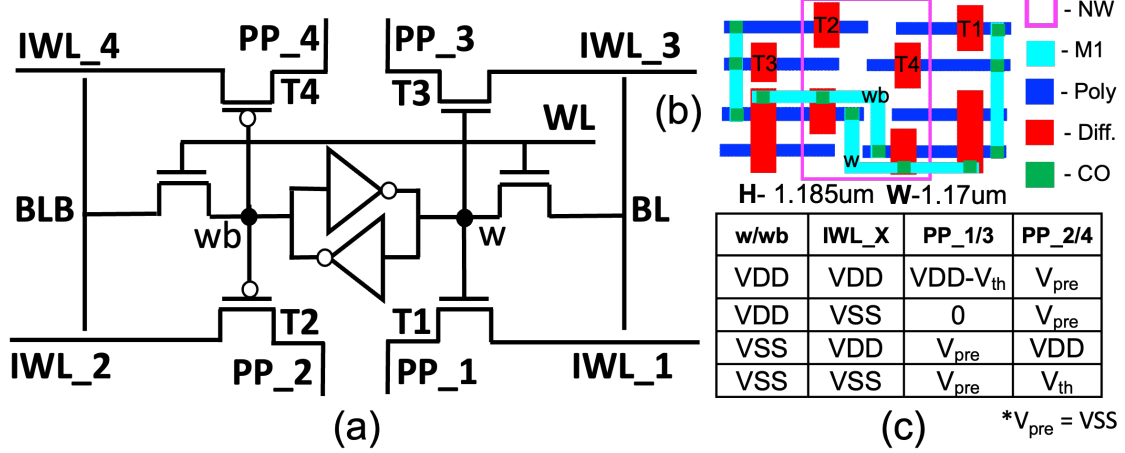 IWL_4 PP_4 PP_3 IWL_3
T4 T3
WL
BLB BL
wb w
T2 T1
IWL_2 PP_2 PP_1 IWL_1
(a)
(b)
T2 T1
T3 T4
wb
w
H- 1.185um W-1.17um
- NW
- M1
- Poly
- Diff.
- CO
w/wb IWL_X PP_1/3 PP_2/4
VDD VDD VDD-Vth Vpre
VDD VSS 0 Vpre
VSS VDD Vpre VDD
VSS VSS Vpre Vth
(c)
*Vpre = VSS